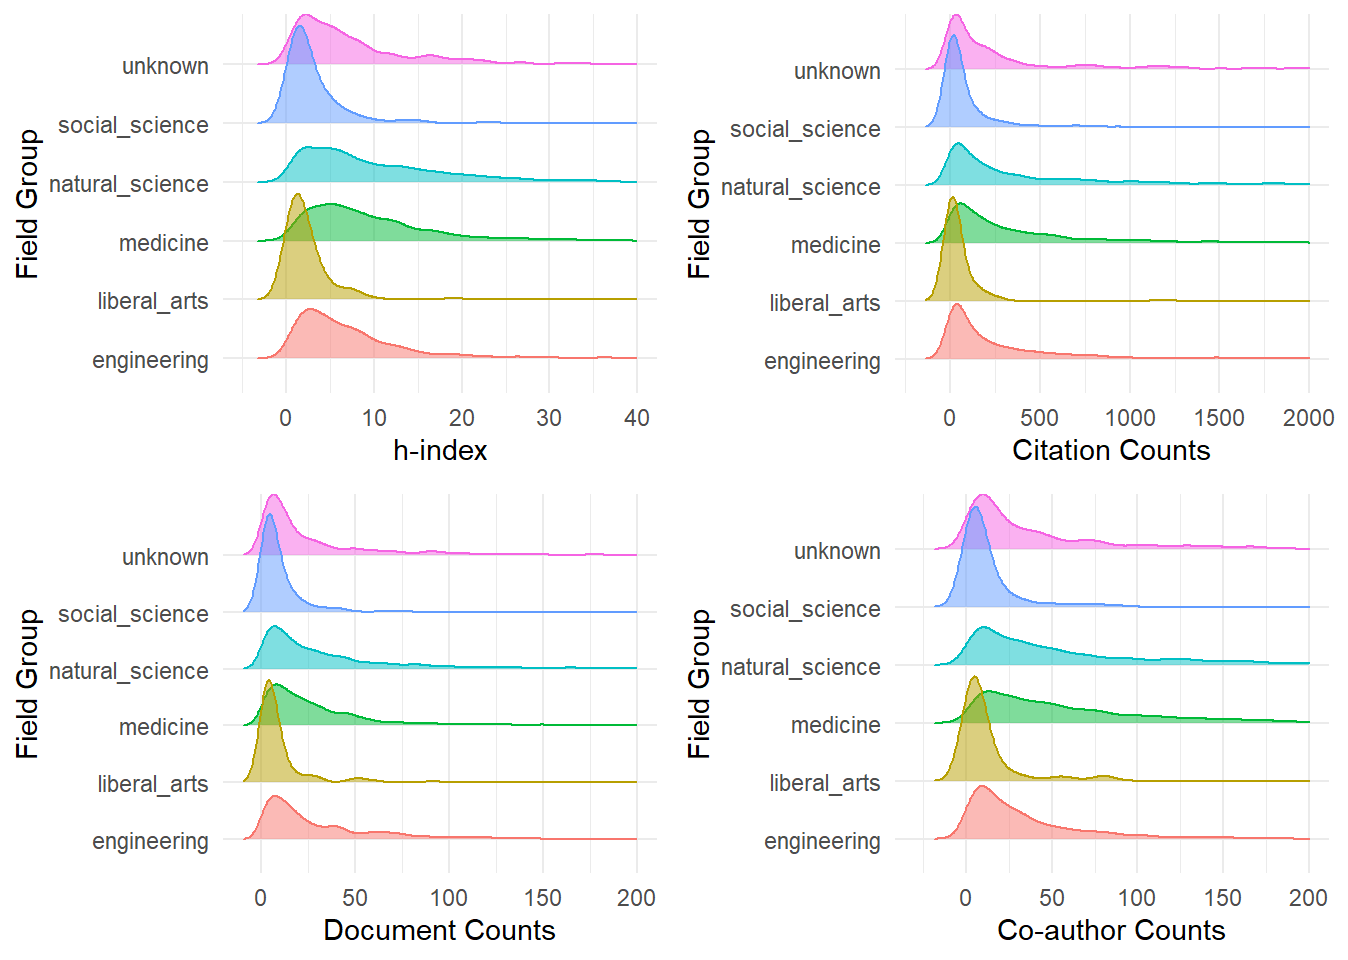 Field Group
unknown
social_science
natural_science
medicine
liberal_arts
engineering
0 10 20 30 40
h-index
Field Group
unknown
social_science
natural_science
medicine
liberal_arts
engineering
0 500 1000 1500 2000
Citation Counts
Field Group
unknown
social_science
natural_science
medicine
liberal_arts
engineering
0 50 100 150 200
Document Counts
Field Group
unknown
social_science
natural_science
medicine
liberal_arts
engineering
0 50 100 150 200
Co-author Counts